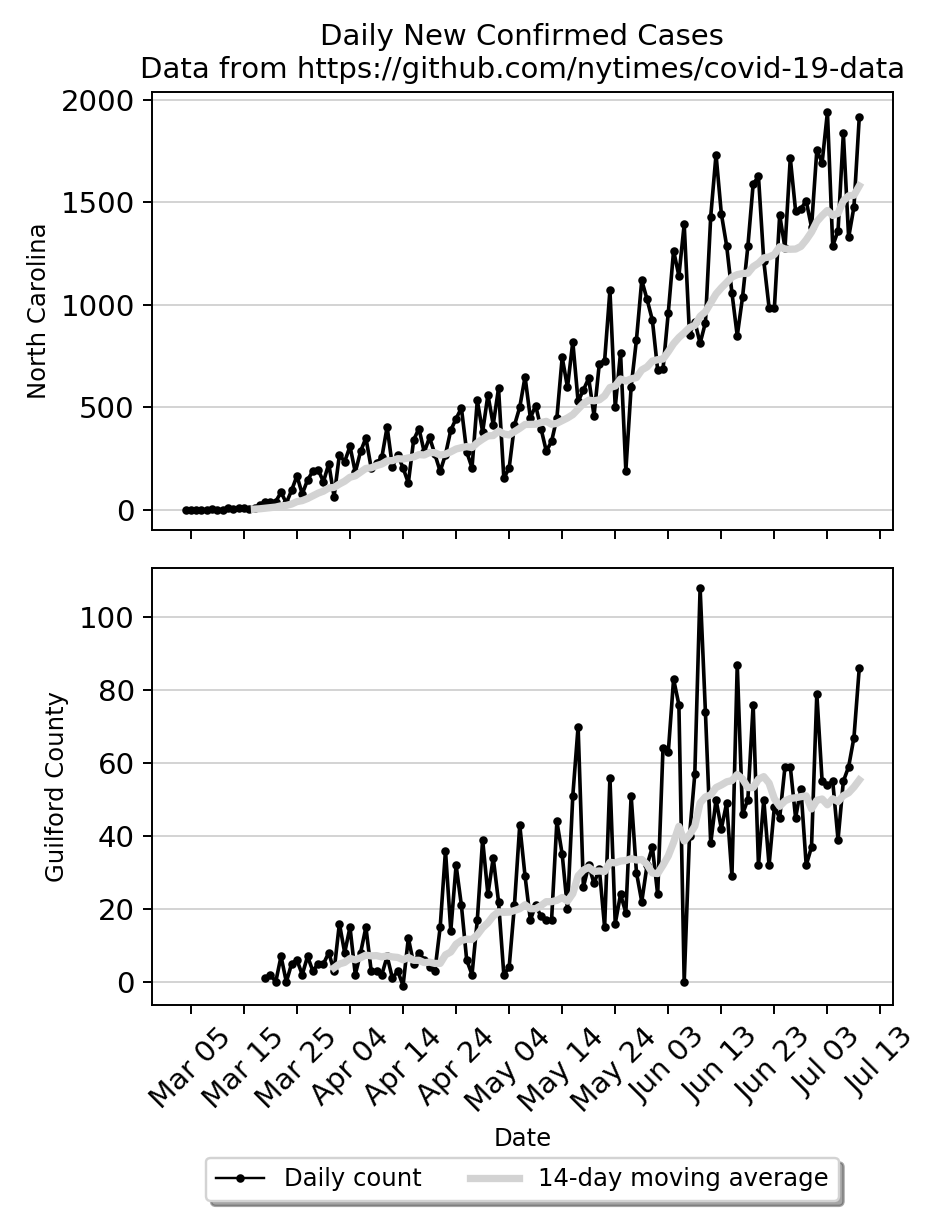 Daily New Confirmed Cases
Data from https://github.com/nytimes/covid-19-data
2000
1500
1000
500
0
North Carolina
100
80
60
40
20
0
Guilford County
Mar 05
Mar 15
Mar 25
Apr 04
Apr 14
Apr 24
May 04
May 14
May 24
Jun 03
Jun 13
Jun 23
Jul 03
Jul 13
Date
Daily count
14-day moving average